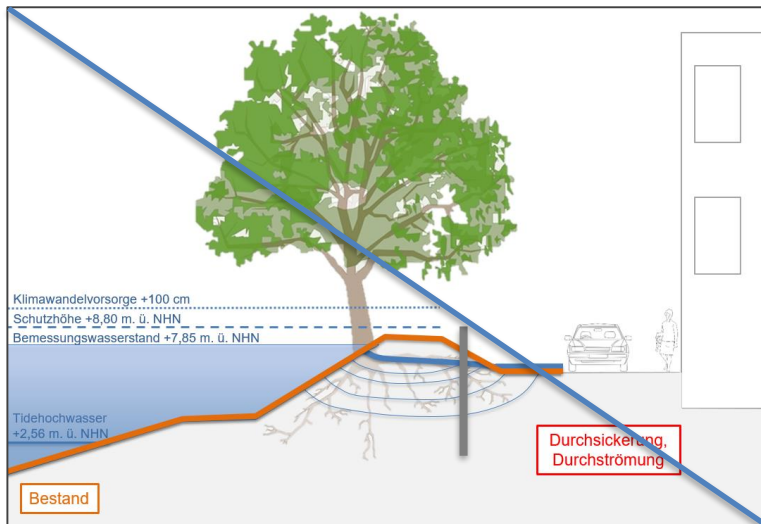 Klimawandelvorsorge +100 cm
Schutzhöhe +8,80 m. ü. NHN
Bemessungswasserstand +7,85 m. ü. NHN
Tidehochwasser
+2,56 m. ü. NHN
Durchsickerung,
Durchströmung
Bestand